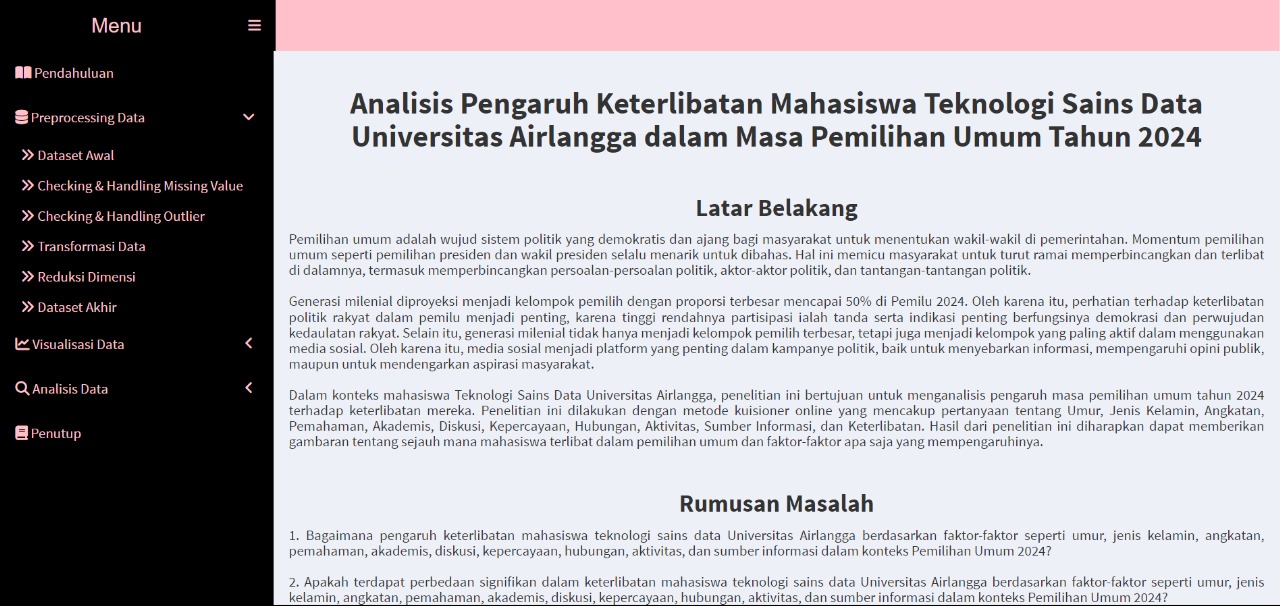 Menu
Pendahuluan
Preprocessing Data
Dataset Awal
Checking & Handling Missing Value
Checking & Handling Outlier
Transformasi Data
Reduksi Dimensi
Dataset Akhir
Visualisasi Data
Analisis Data
Penutup
Analisis Pengaruh Keterlibatan Mahasiswa Teknologi Sains Data
Universitas Airlangga dalam Masa Pemilihan Umum Tahun 2024
Latar Belakang
Pemilihan umum adalah wujud sistem politik yang demokratis dan ajang bagi masyarakat untuk menentukan wakil-wakil di pemerintahan. Momentum pemilihan
umum seperti pemilihan presiden dan wakil presiden selalu menarik untuk dibahas. Hal ini memicu masyarakat untuk turut ramai memperbincangkan dan terlibat
di dalamnya, termasuk memperbincangkan persoalan-persoalan politik, aktor-aktor politik, dan tantangan-tantangan politik.
Generasi milenial diproyeksi menjadi kelompok pemilih dengan proporsi terbesar mencapai 50% di Pemilu 2024. Oleh karena itu, perhatian terhadap keterlibatan
politik rakyat dalam pemilu menjadi penting, karena tinggi rendahnya partisipasi ialah tanda serta indikasi penting berfungsinya demokrasi dan perwujudan
kedaulatan rakyat. Selain itu, generasi milenial tidak hanya menjadi kelompok pemilih terbesar, tetapi juga menjadi kelompok yang paling aktif dalam menggunakan
media sosial. Oleh karena itu, media sosial menjadi platform yang penting dalam kampanye politik, baik untuk menyebarkan informasi, mempengaruhi opini publik,
maupun untuk mendengarkan aspirasi masyarakat.
Dalam konteks mahasiswa Teknologi Sains Data Universitas Airlangga, penelitian ini bertujuan untuk menganalisis pengaruh masa pemilihan umum tahun 2024
terhadap keterlibatan mereka. Penelitian ini dilakukan dengan metode kuisioner online yang mencakup pertanyaan tentang Umur, Jenis Kelamin, Angkatan,
Pemahaman, Akademis, Diskusi, Kepercayaan, Hubungan, Aktivitas, Sumber Informasi, dan Keterlibatan. Hasil dari penelitian ini diharapkan dapat memberikan
gambaran tentang sejauh mana mahasiswa terlibat dalam pemilihan umum dan faktor-faktor apa saja yang mempengaruhinya.
Rumusan Masalah
1. Bagaimana pengaruh keterlibatan mahasiswa teknologi sains data Universitas Airlangga berdasarkan faktor-faktor seperti umur, jenis kelamin, angkatan,
pemahaman, akademis, diskusi, kepercayaan, hubungan, aktivitas, dan sumber informasi dalam konteks Pemilihan Umum 2024?
2. Apakah terdapat perbedaan signifikan dalam keterlibatan mahasiswa teknologi sains data Universitas Airlangga berdasarkan faktor-faktor seperti umur, jenis
kelamin, angkatan, pemahaman, akademis, diskusi, kepercayaan, hubungan, aktivitas, dan sumber informasi dalam konteks Pemilihan Umum 2024?